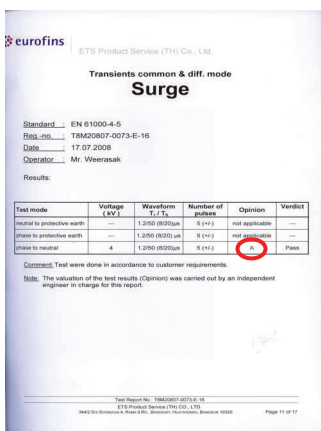 eurofins
ETS Product Service (TH) Co., Ltd.
Transients common & diff. mode
Surge
Standard : EN 61000-4-5
Reg.-no. : T8M20807-0073-E-16
Date : 17.07.2008
Operator : Mr. Weerasak
Results:
Test mode Voltage ( kV ) Waveform Number of pulses Opinion Verdict
neutral to protective earth --- 1.2/50 (8/20)µs 5 (+/-) not applicable ---
phase to protective earth --- 1.2/50 (8/20) µs 5 (+/-) not applicable ---
phase to neutral 4 1.2/50 (8/20)µs 5 (+/-) A Pass
Comment: Test were done in accordance to customer requirements.
Note: The valuation of the test results (Opinion) was carried out by an independent
engineer in charge for this report.
Test Report No. T8M20807-0073-E-16
ETS Product Service (TH) CO., LTD
Page 11 of 17